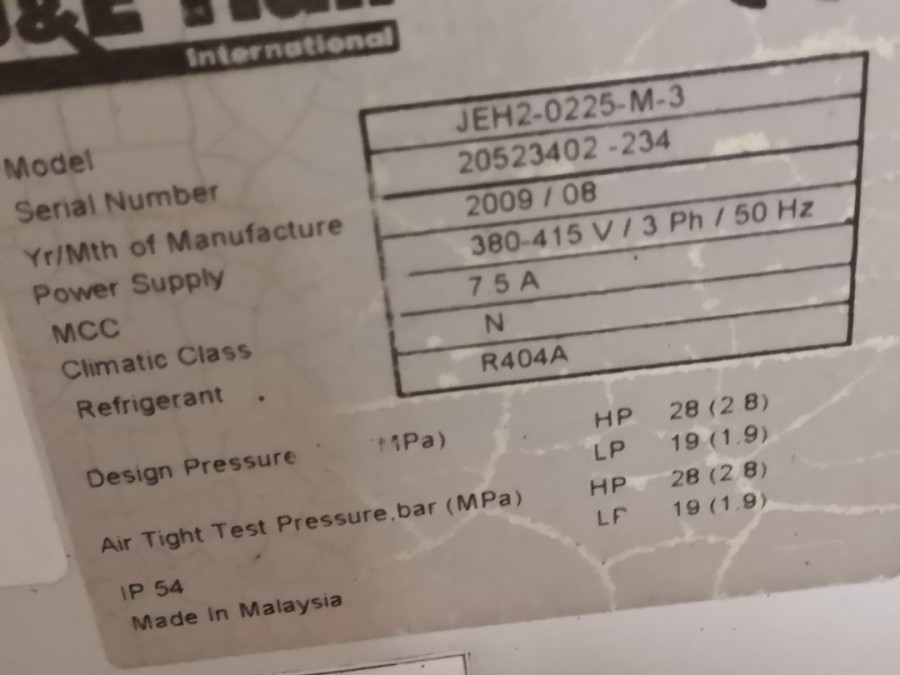 J&E Hall
International
Model JEH2-0225-M-3
Serial Number 20523402 -234
Yr/Mth of Manufacture 2009 / 08
Power Supply 380-415 V / 3 Ph / 50 Hz
MCC 7.5 A
Climatic Class N
Refrigerant R404A
Design Pressure MPa) HP 28 (2 8)
LP 19 (1.9)
Air Tight Test Pressure,bar (MPa) HP 28 (2 8)
LP 19 (1.9)
IP 54
Made In Malaysia